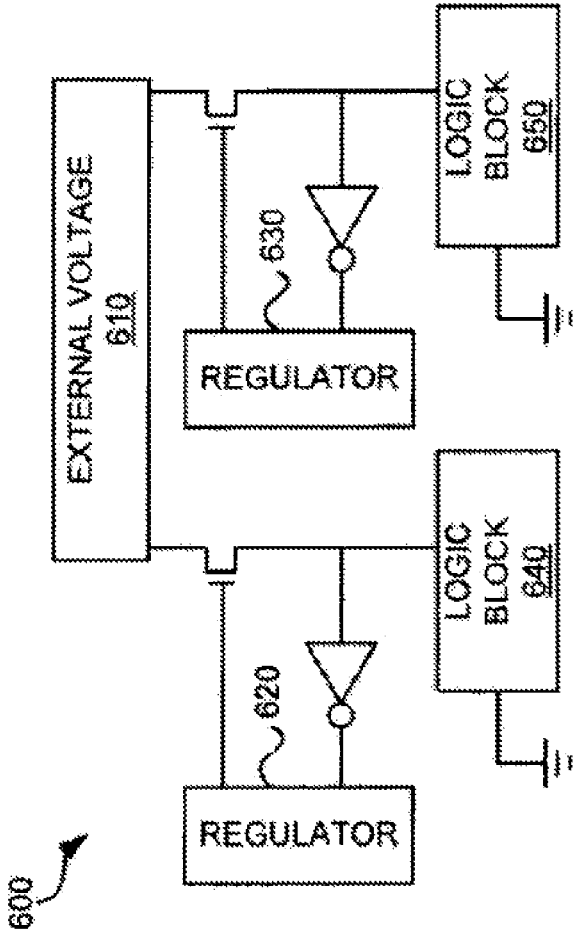 600
EXTERNAL VOLTAGE
610
REGULATOR
620
REGULATOR
630
LOGIC
BLOCK
640
LOGIC
BLOCK
650